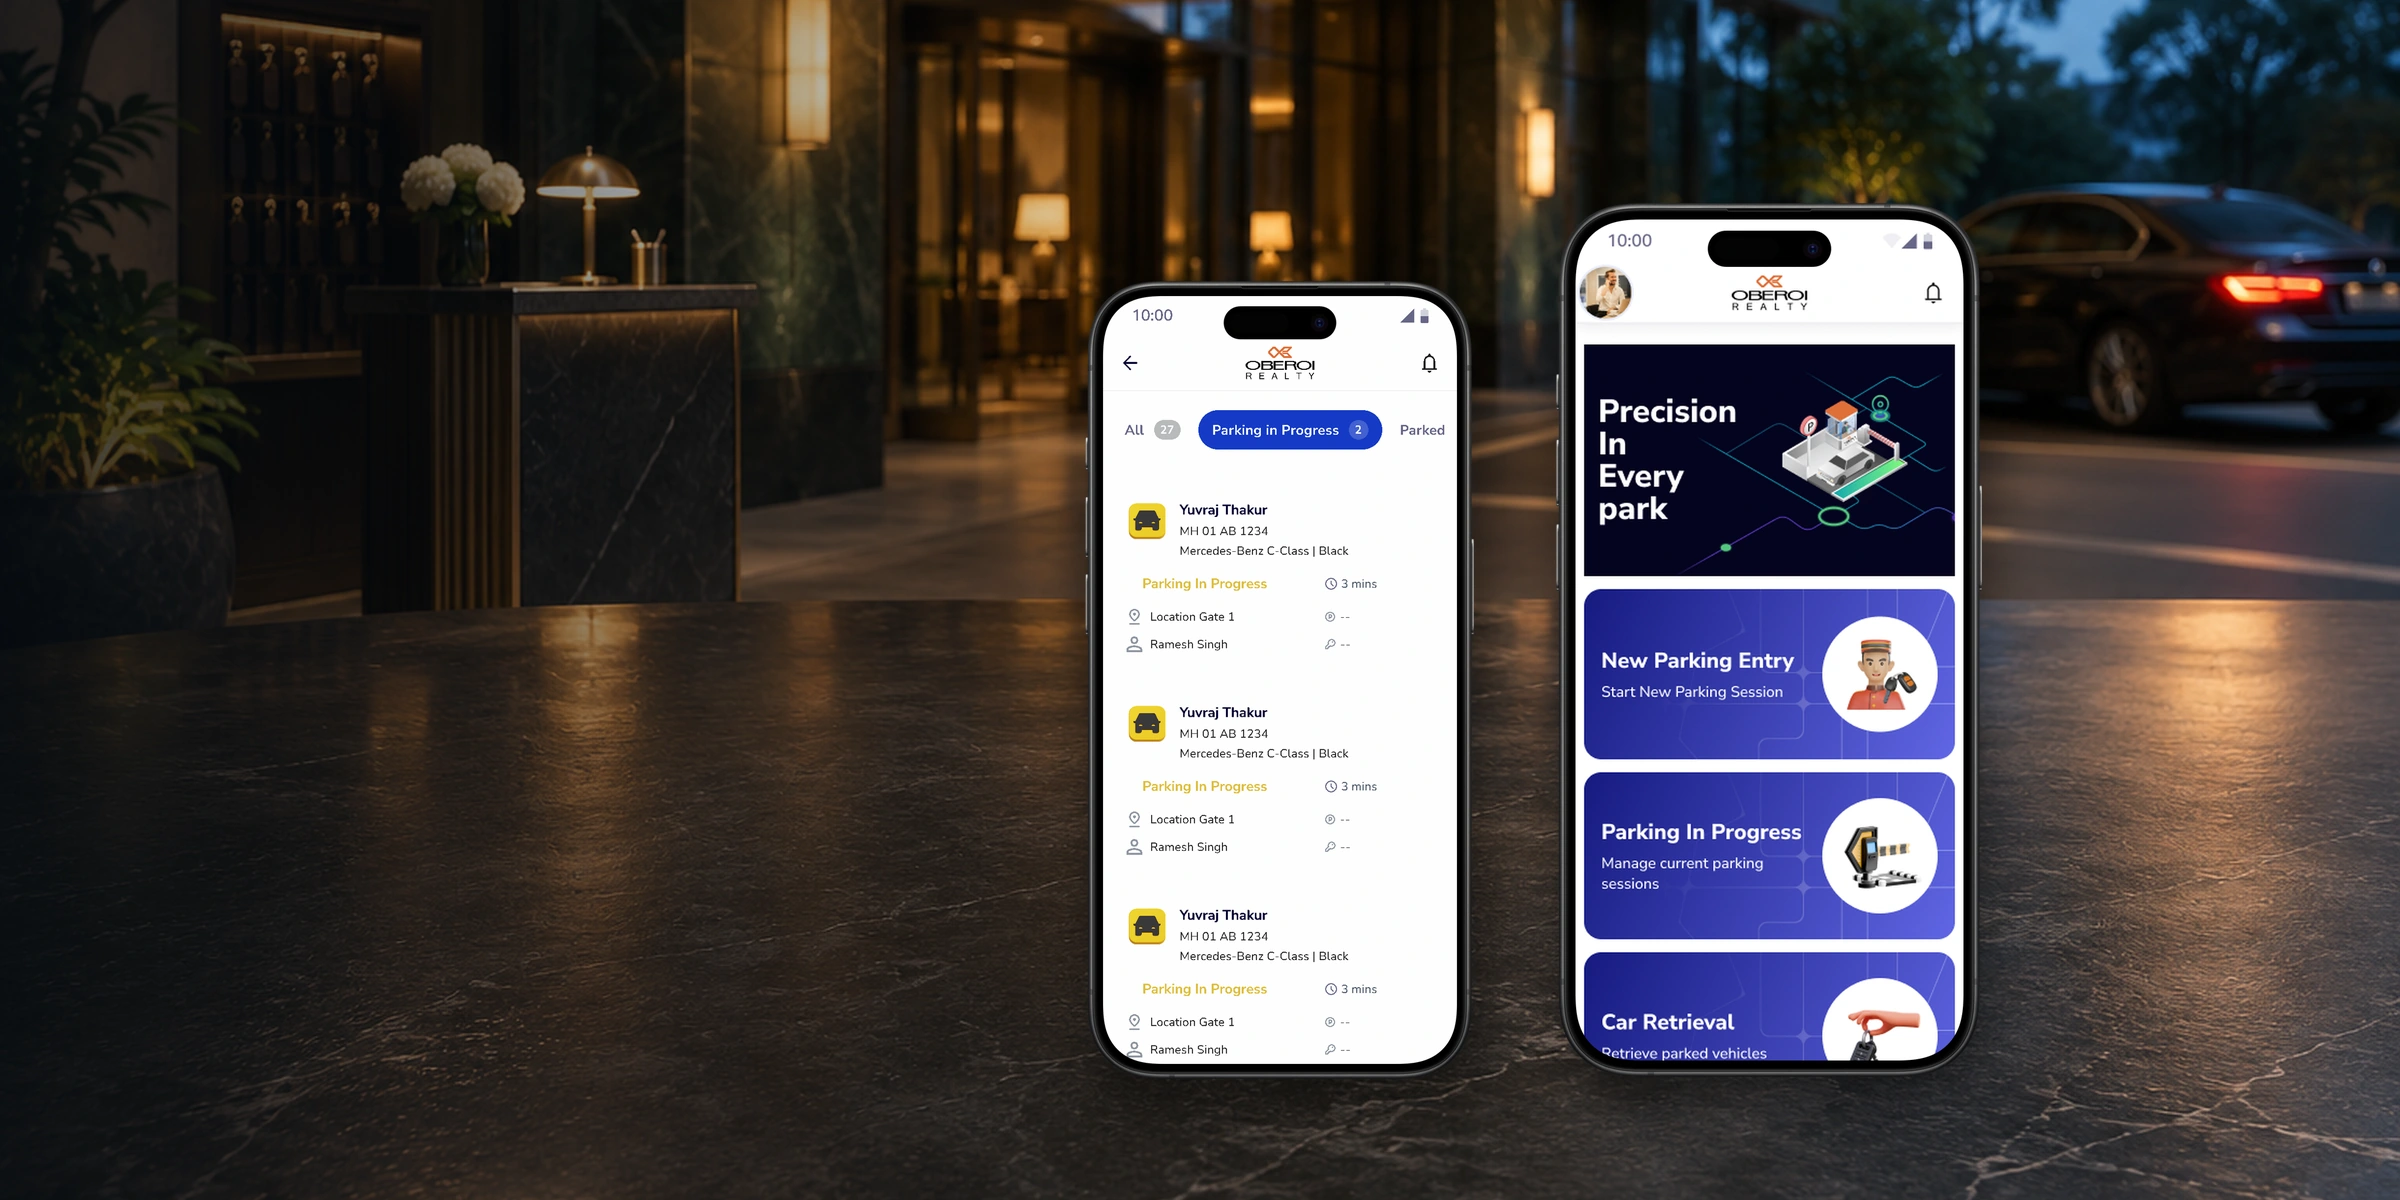 10:00
OBEROI
REALTY
All 27 Parking in Progress 2 Parked
Yuvraj Thakur
MH 01 AB 1234
Mercedes-Benz C-Class | Black
Parking In Progress 3 mins
Location Gate 1 --
Ramesh Singh --
Yuvraj Thakur
MH 01 AB 1234
Mercedes-Benz C-Class | Black
Parking In Progress 3 mins
Location Gate 1 --
Ramesh Singh --
Yuvraj Thakur
MH 01 AB 1234
Mercedes-Benz C-Class | Black
Parking In Progress 3 mins
Location Gate 1 --
Ramesh Singh --
10:00
OBEROI
REALTY
Precision
In
Every
park
P
New Parking Entry
Start New Parking Session
Parking In Progress
Manage current parking
sessions
Car Retrieval
Retrieve parked vehicles